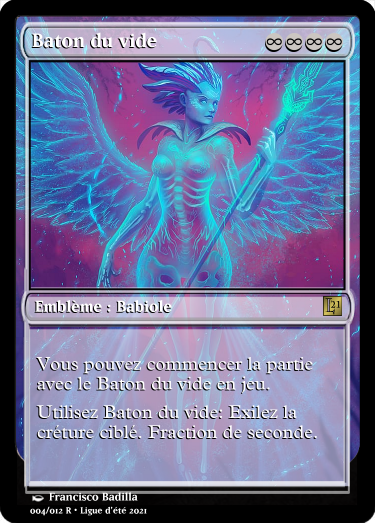 Baton du vide ∞ ∞ ∞ ∞
Emblème : Babiole
L21
Vous pouvez commencer la partie
avec le Baton du vide en jeu.
Utilisez Baton du vide: Exilez la
créture ciblé. Fraction de seconde.
Francisco Badilla
004/012 R • Ligue d'été 2021